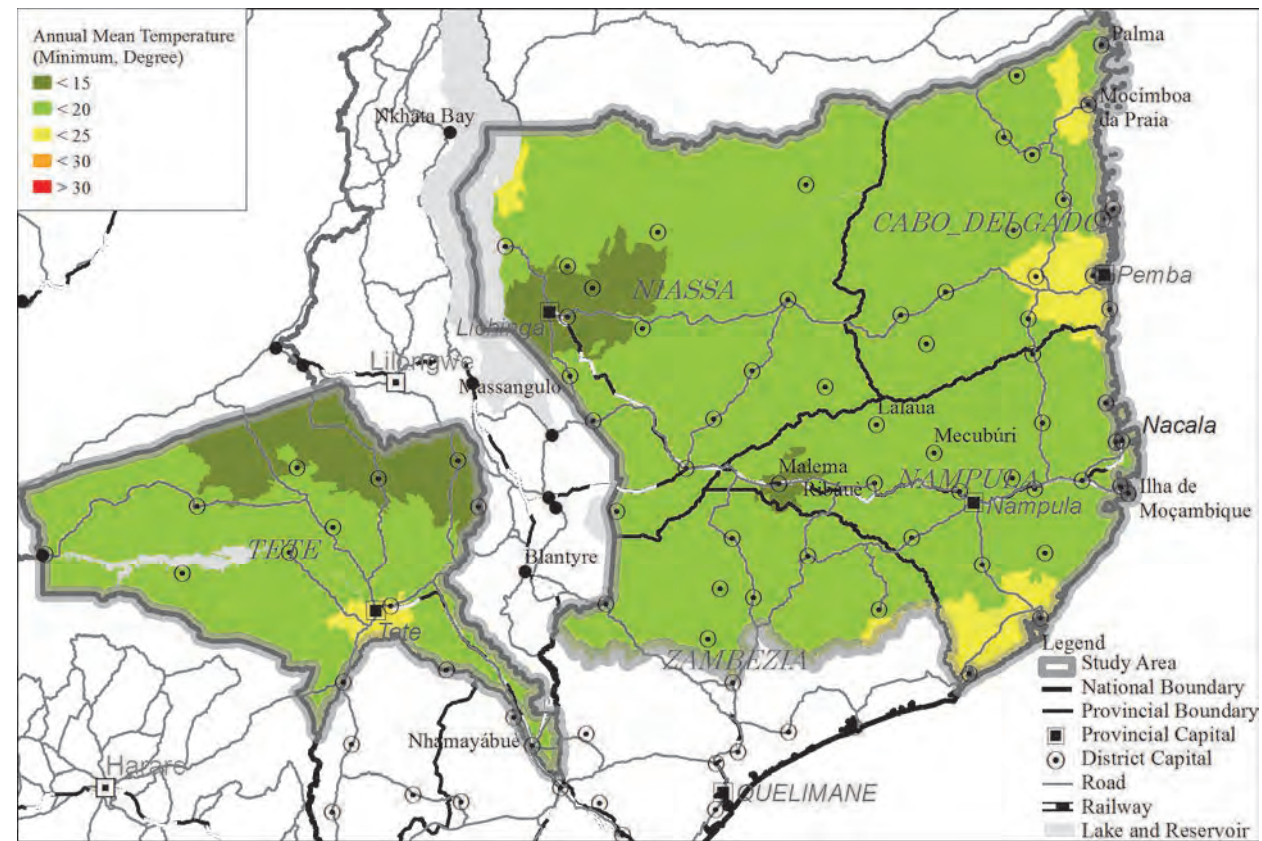 Annual Mean Temperature
(Minimum, Degree)
< 15
< 20
< 25
< 30
> 30
Palma
Mocimboa
da Praia
Nkhata Bay
CABO_DELGADO
Pemba
NIASSA
Lichinga
Lilongwe
Massangulo
Lalaua
Nacala
Mecubúri
Malema
NAMPULA
Ribáuè
Nampula
Ilha de
Moçambique
TETE
Blantyre
Tete
ZAMBEZIA
Nhamayábué
Harare
QUELIMANE
Legend
Study Area
National Boundary
Provincial Boundary
Provincial Capital
District Capital
Road
Railway
Lake and Reservoir